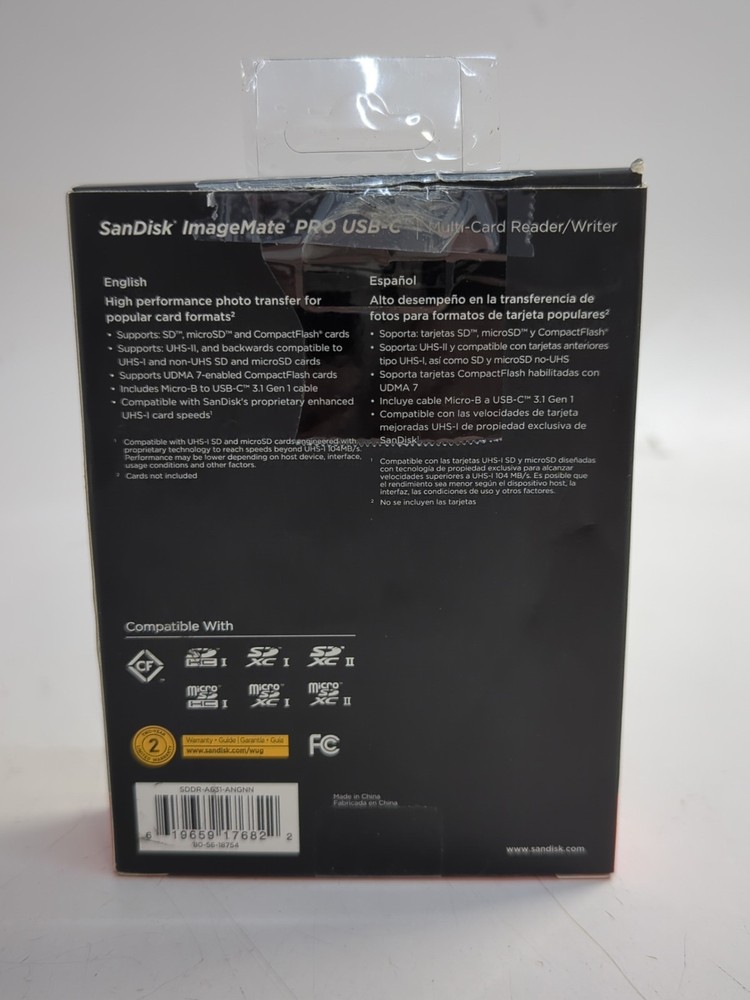 SanDisk® ImageMate® PRO USB-C™ | Multi-Card Reader/Writer
English
High performance photo transfer for
popular card formats²
• Supports: SD™, microSD™ and CompactFlash® cards
• Supports: UHS-II, and backwards compatible to
UHS-I and non-UHS SD and microSD cards
• Supports UDMA 7-enabled CompactFlash cards
• Includes Micro-B to USB-C™ 3.1 Gen 1 cable
• Compatible with SanDisk's proprietary enhanced
UHS-I card speeds¹
¹ Compatible with UHS-I SD and microSD cards engineered with
proprietary technology to reach speeds beyond UHS-I 104MB/s.
Performance may be lower depending on host device, interface,
usage conditions and other factors.
² Cards not included
Español
Alto desempeño en la transferencia de
fotos para formatos de tarjeta populares²
• Soporta: tarjetas SD™, microSD™ y CompactFlash®
• Soporta: UHS-II y compatible con tarjetas anteriores
tipo UHS-I, así como SD y microSD no-UHS
• Soporta tarjetas CompactFlash habilitadas con
UDMA 7
• Incluye cable Micro-B a USB-C™ 3.1 Gen 1
• Compatible con las velocidades de tarjeta
mejoradas UHS-I de propiedad exclusiva de
SanDisk¹
¹ Compatible con las tarjetas UHS-I SD y microSD diseñadas
con tecnología de propiedad exclusiva para alcanzar
velocidades superiores a UHS-I 104 MB/s. Es posible que
el rendimiento sea menor según el dispositivo host, la
interfaz, las condiciones de uso y otros factores.
² No se incluyen las tarjetas
Compatible With
CF™ SD HC I SD XC I SD XC II
micro SD HC I micro SD XC I micro SD XC II
2
Warranty • Guide | Garantía • Guía
www.sandisk.com/wug
FC
SDDR-A631-ANGNN
6 19659 17682 2
80-56-18754
Made in China
Fabricada en China
www.sandisk.com